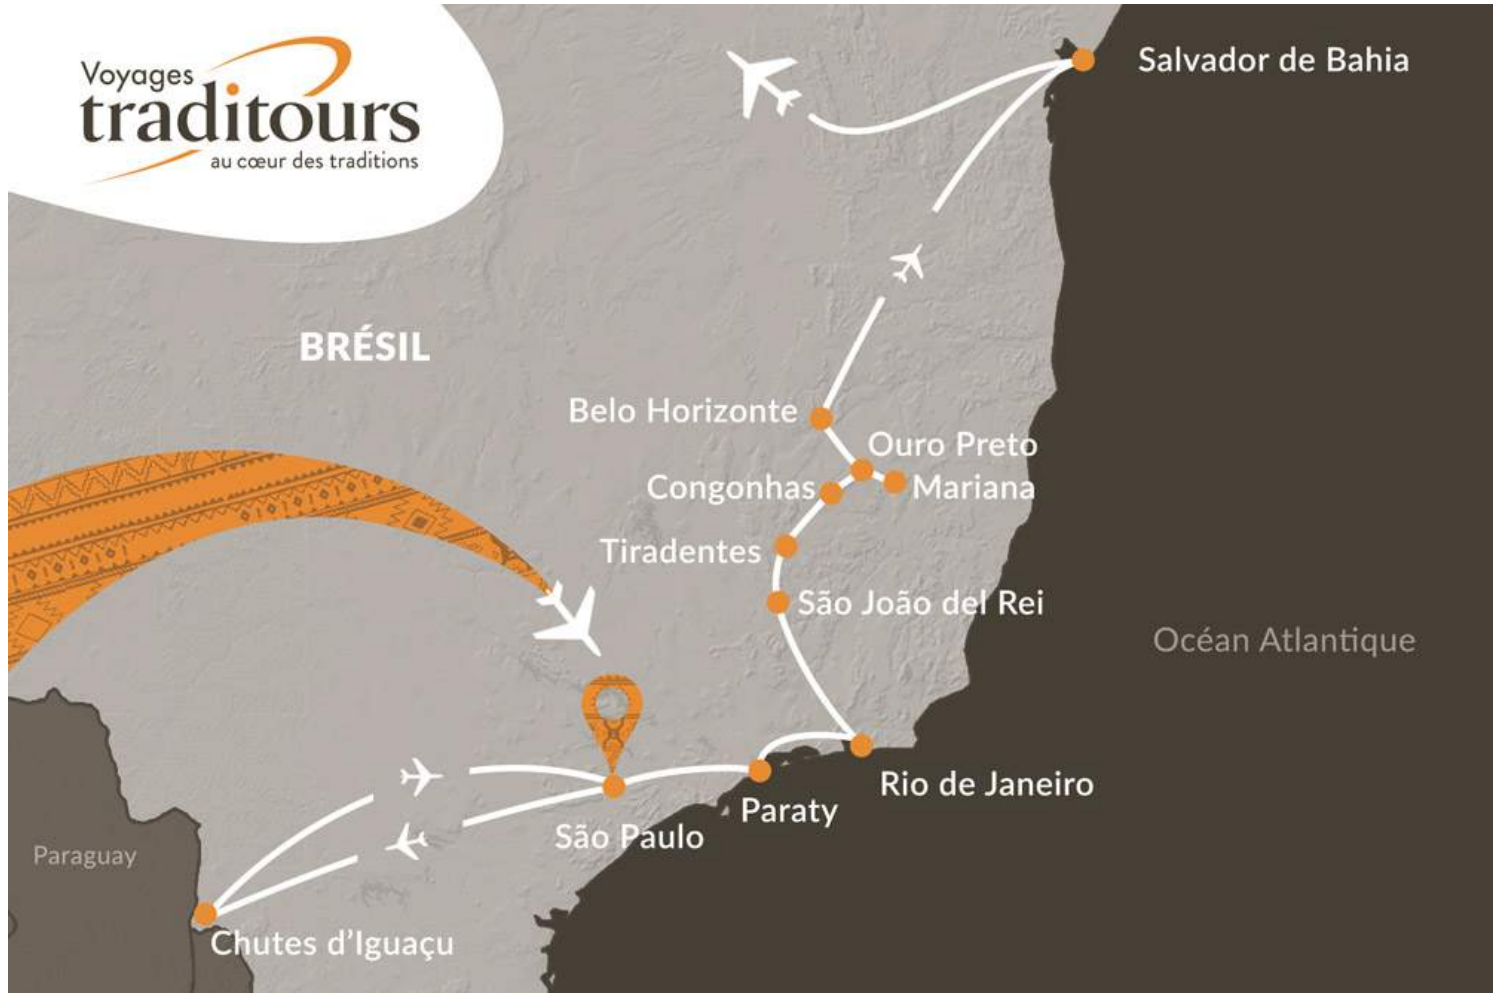 Voyages
traditours
au cœur des traditions
Salvador de Bahia
BRÉSIL
Belo Horizonte
Ouro Preto
Congonhas
Mariana
Tiradentes
São João del Rei
Océan Atlantique
Rio de Janeiro
Paraty
São Paulo
Paraguay
Chutes d’Iguaçu